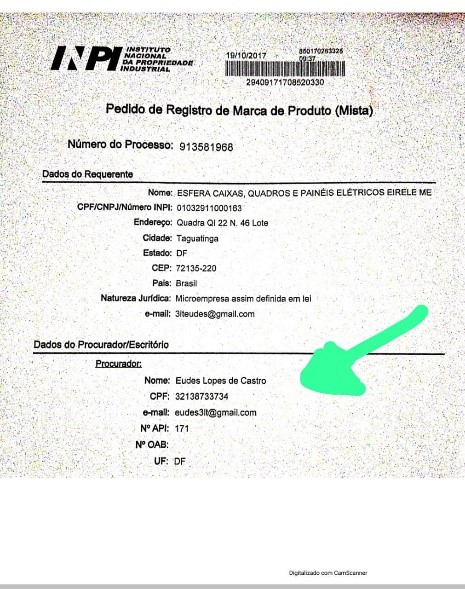 INPI INSTITUTO
NACIONAL
DA PROPRIEDADE
INDUSTRIAL
19/10/2017
850170263325
09:37
29409171708520330
Pedido de Registro de Marca de Produto (Mista)
Número do Processo: 913581968
Dados do Requerente
Nome: ESFERA CAIXAS, QUADROS E PAINÉIS ELÉTRICOS EIRELE ME
CPF/CNPJ/Número INPI: 01032911000163
Endereço: Quadra QI 22 N. 46 Lote
Cidade: Taguatinga
Estado: DF
CEP: 72135-220
País: Brasil
Natureza Jurídica: Microempresa assim definida em lei
e-mail: 3lteudes@gmail.com
Dados do Procurador/Escritório
Procurador:
Nome: Eudes Lopes de Castro
CPF: 32138733734
e-mail: eudes3lt@gmail.com
Nº API: 171
Nº OAB:
UF: DF
Digitalizado com CamScanner